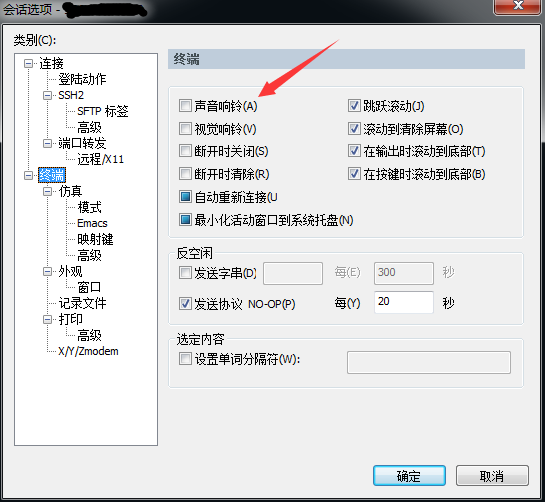 会话选项 -
类别(C):
连接
登陆动作
SSH2
SFTP 标签
高级
端口转发
远程/X11
终端
仿真
模式
Emacs
映射键
高级
外观
窗口
记录文件
打印
高级
X/Y/Zmodem
终端
声音响铃(A)
跳跃滚动(J)
视觉响铃(V)
滚动到清除屏幕(O)
断开时关闭(S)
在输出时滚动到底部(T)
断开时清除(R)
在按键时滚动到底部(B)
自动重新连接(U
最小化活动窗口到系统托盘(N)
反空闲
发送字串(D) 每(E) 300 秒
发送协议 NO-OP(P) 每(Y) 20 秒
选定内容
设置单词分隔符(W):
确定
取消